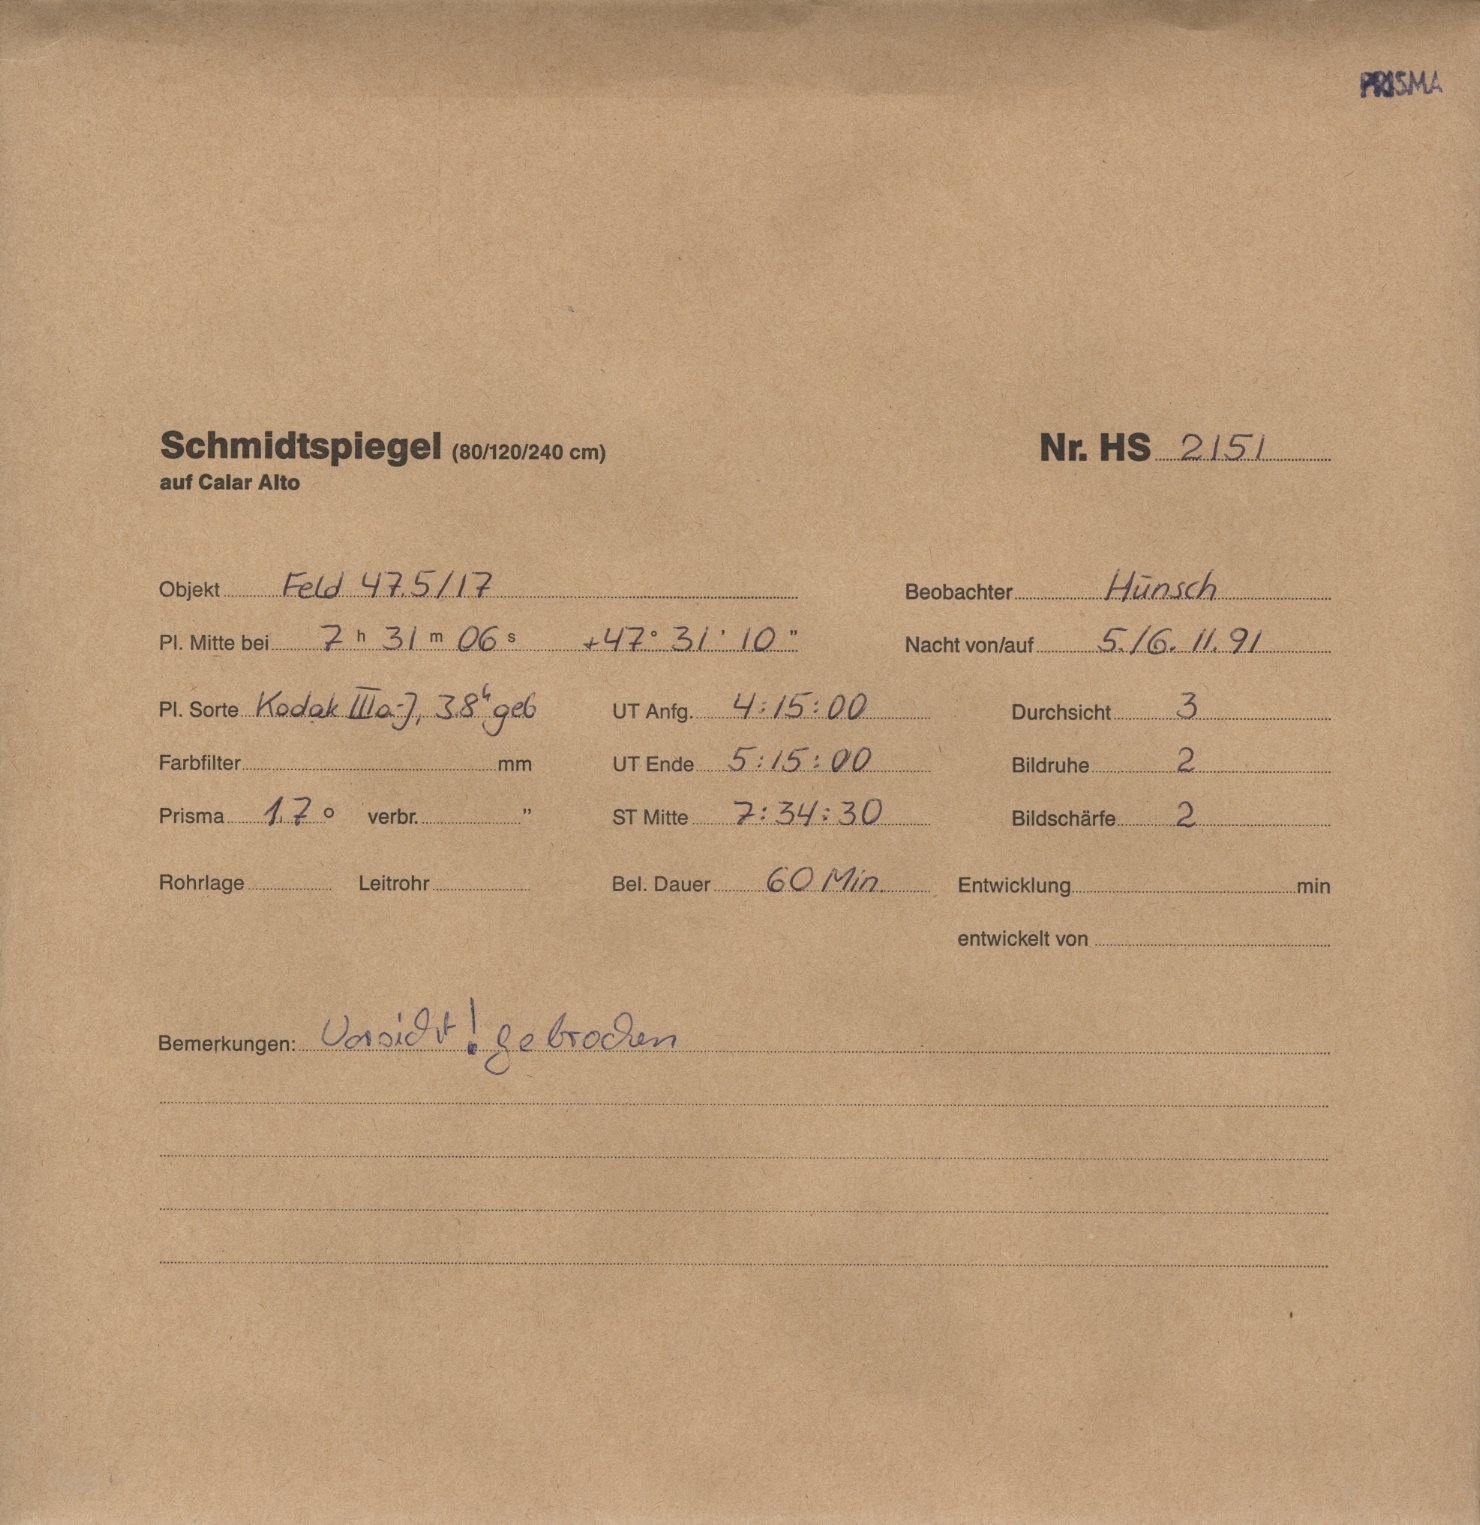 PRISMA
Schmidtspiegel (80/120/240 cm) Nr. HS 2151
auf Calar Alto
Objekt Feld 47.5/17 Beobachter Hünsch
Pl. Mitte bei 7 h 31 m 06 s +47° 31' 10" Nacht von/auf 5./6. 11. 91
Pl. Sorte Kodak IIIa-J, 3.8h geb UT Anfg. 4:15:00 Durchsicht 3
Farbfilter mm UT Ende 5:15:00 Bildruhe 2
Prisma 1.7 ° verbr. " ST Mitte 7:34:30 Bildschärfe 2
Rohrlage Leitrohr Bel. Dauer 60 Min. Entwicklung min
entwickelt von
Bemerkungen: Vorsicht! gebrochen